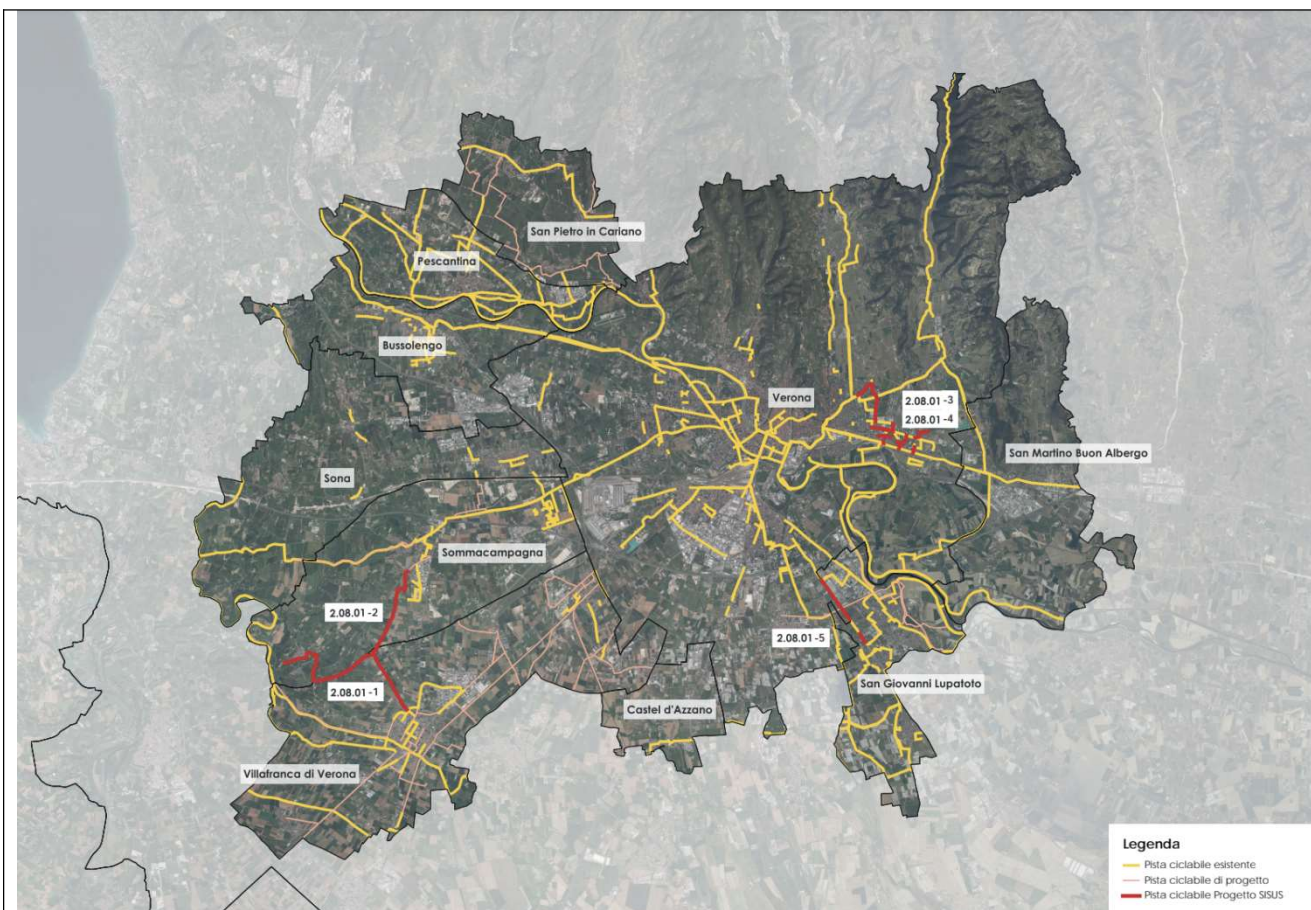 San Pietro in Cariano
Pescantina
Bussolengo
Verona
2.08.01 -3
2.08.01 -4
San Martino Buon Albergo
Sona
Sommacampagna
2.08.01 -2
2.08.01 -5
2.08.01 -1
San Giovanni Lupatoto
Castel d'Azzano
Villafranca di Verona
Legenda
Pista ciclabile esistente
Pista ciclabile di progetto
Pista ciclabile Progetto SISUS